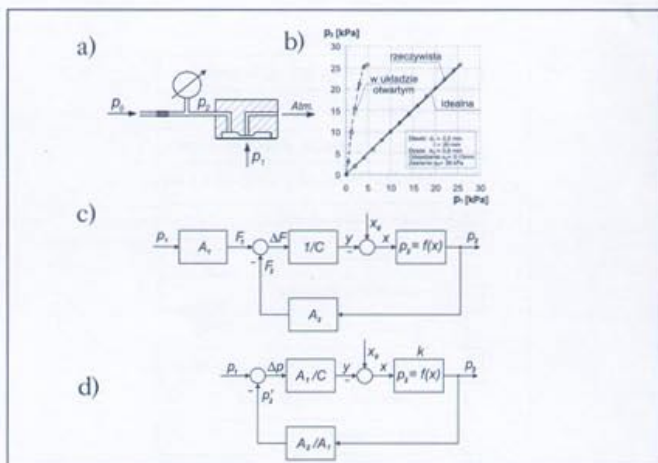 a)
p₀
p₂
Atm.
p₁
b)
p₂ [kPa]
30
25
20
15
10
5
0
rzeczywista
w układzie
otwartym
idealna
0 5 10 15 20 25 30
p₁ [kPa]
c)
p₁ A₁ F₁ ΔF 1/C y x₀ x p₂ = f(x) p₂
F₂
A₂
d)
p₁ Δp A₁/C y x₀ x k p₂ = f(x) p₂
p₂'
A₂/A₁